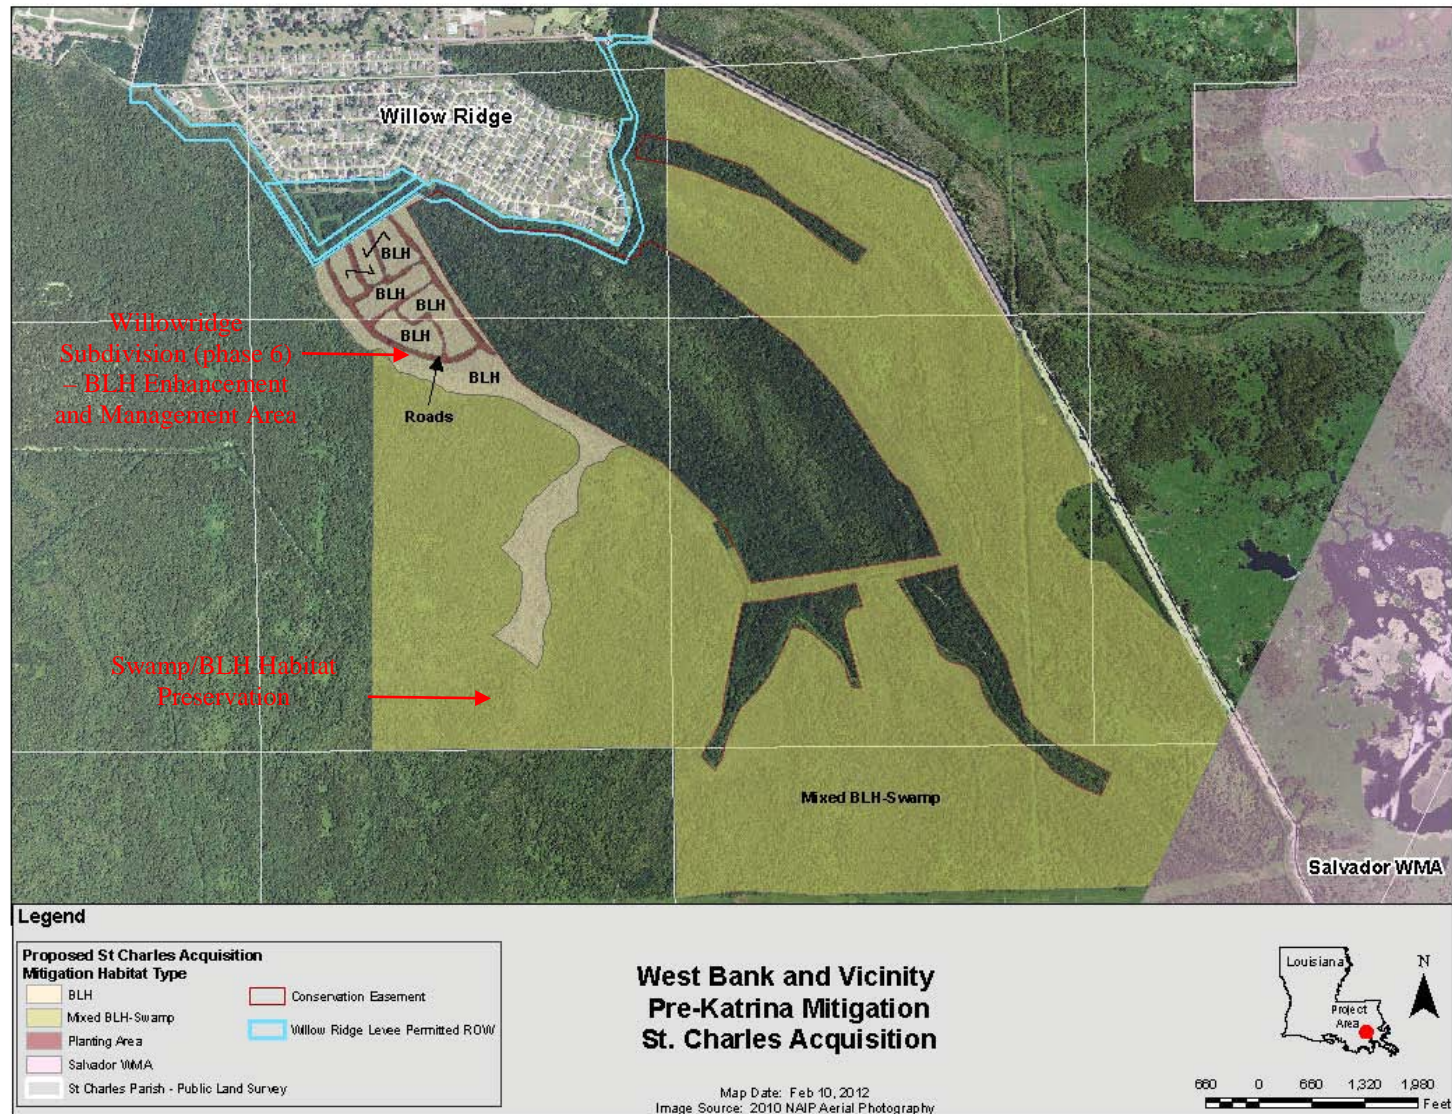 Willow Ridge
BLH
BLH
BLH
BLH
BLH
Roads
Willowridge
Subdivision (phase 6)
– BLH Enhancement
and Management Area
Swamp/BLH Habitat
Preservation
Mixed BLH-Swamp
Salvador WMA
Legend
Proposed St Charles Acquisition
Mitigation Habitat Type
BLH
Mixed BLH-Swamp
Planting Area
Salvador WMA
St Charles Parish - Public Land Survey
Conservation Easement
Willow Ridge Levee Permitted ROW
West Bank and Vicinity
Pre-Katrina Mitigation
St. Charles Acquisition
Map Date: Feb 10, 2012
Image Source: 2010 NAIP Aerial Photography
Louisiana
Project
Area
N
660 0 660 1,320 1,980
Feet